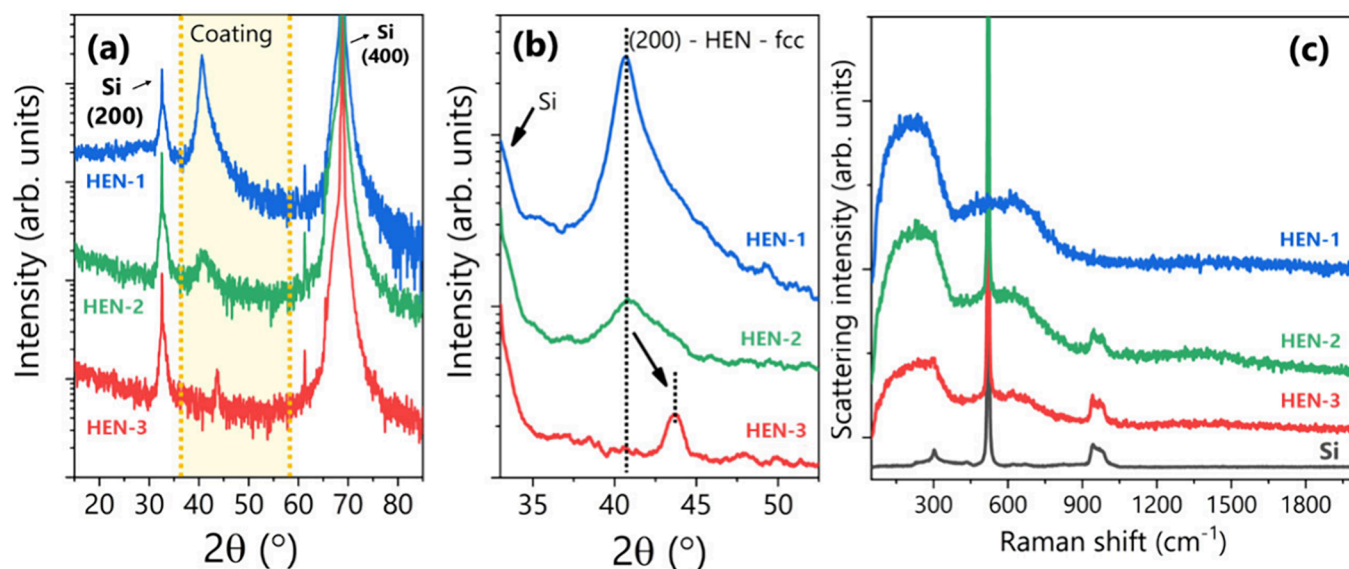 (a)
Coating
Si
(200)
Si
(400)
HEN-1
HEN-2
HEN-3
Intensity (arb. units)
20 30 40 50 60 70 80
2θ (°)
(b)
(200) - HEN - fcc
Si
HEN-1
HEN-2
HEN-3
Intensity (arb. units)
35 40 45 50
2θ (°)
(c)
HEN-1
HEN-2
HEN-3
Si
Scattering intensity (arb. units)
300 600 900 1200 1500 1800
Raman shift (cm⁻¹)